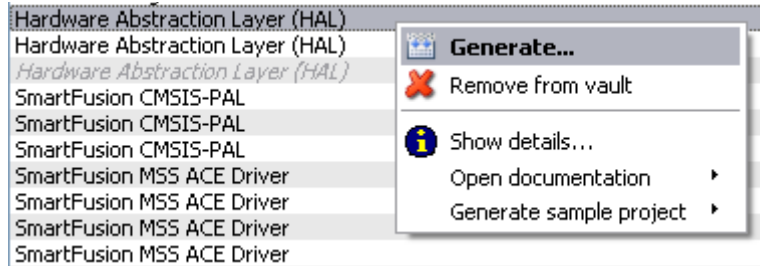 Hardware Abstraction Layer (HAL)
Hardware Abstraction Layer (HAL)
Hardware Abstraction Layer (HAL)
SmartFusion CMSIS-PAL
SmartFusion CMSIS-PAL
SmartFusion CMSIS-PAL
SmartFusion MSS ACE Driver
SmartFusion MSS ACE Driver
SmartFusion MSS ACE Driver
SmartFusion MSS ACE Driver
Generate...
Remove from vault
Show details...
Open documentation
Generate sample project